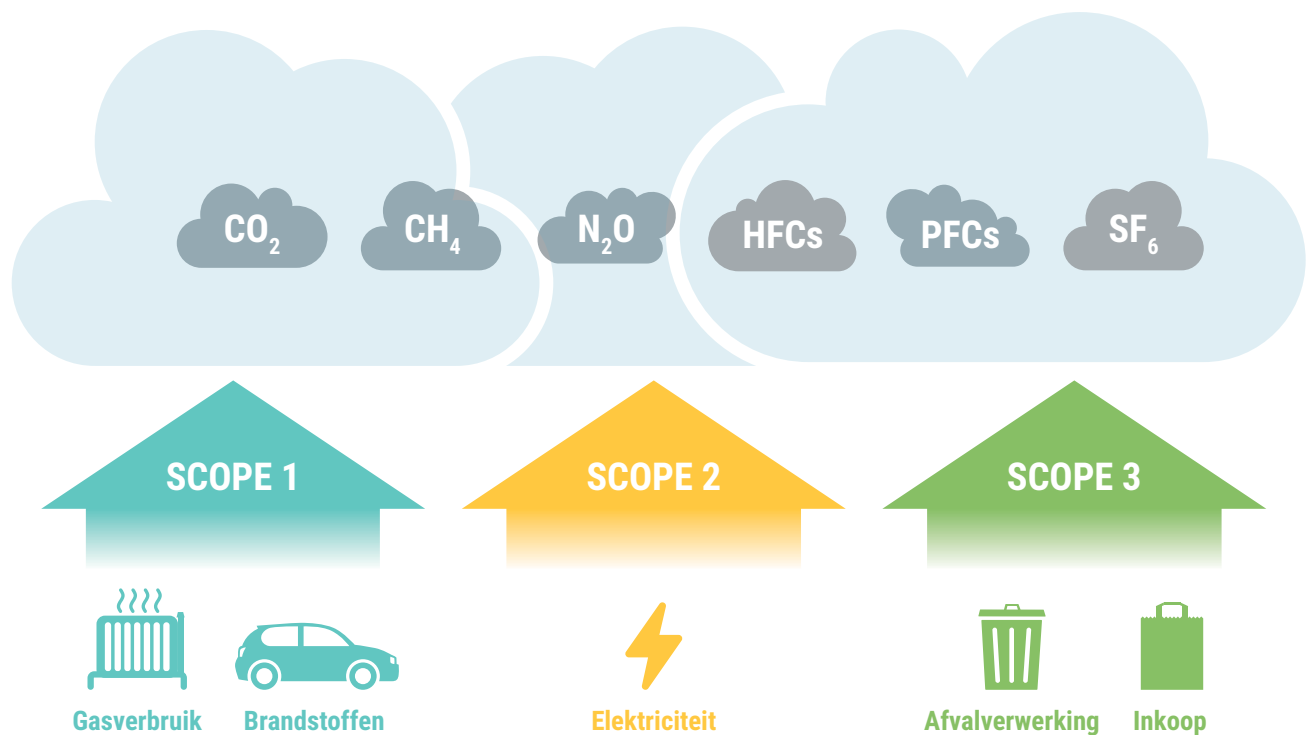 CO₂ CH₄ N₂O HFCs PFCs SF₆
SCOPE 1 SCOPE 2 SCOPE 3
Gasverbruik Brandstoffen Elektriciteit Afvalverwerking Inkoop